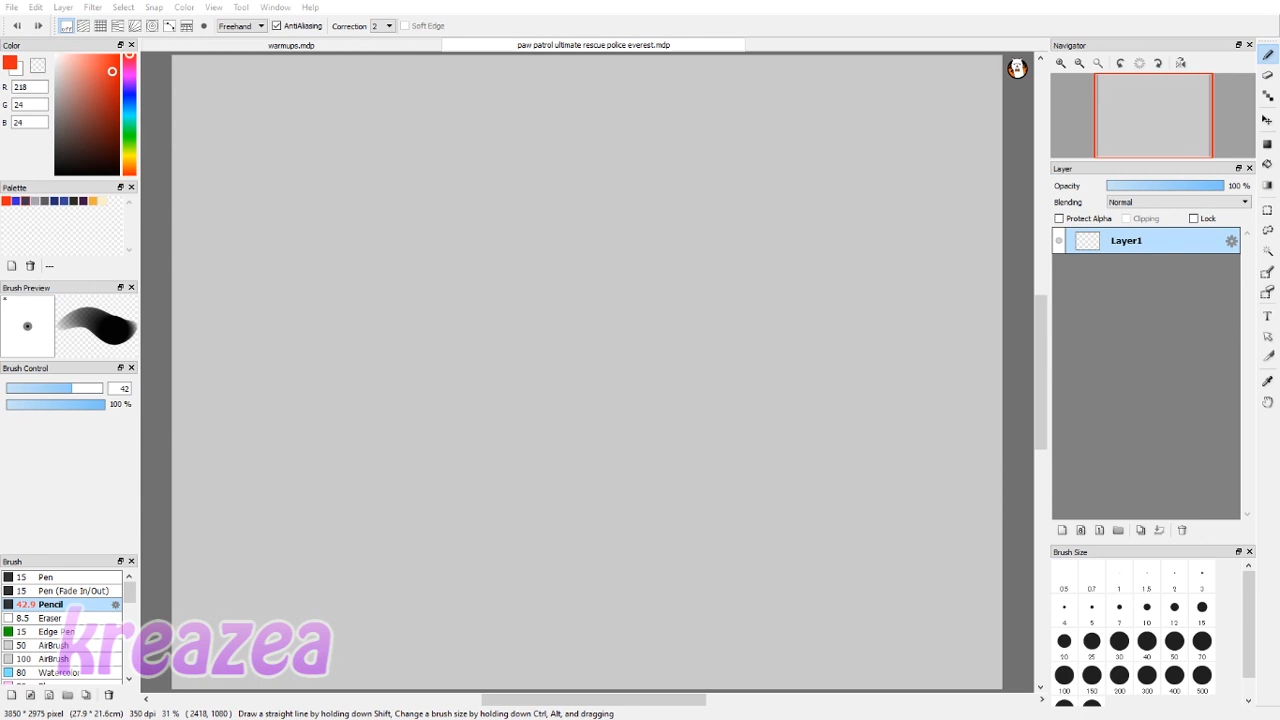 File Edit Layer Filter Select Snap Color View Tool Window Help
off Freehand AntiAliasing Correction 2 Soft Edge
Color warmups.mdp paw patrol ultimate rescue police everest.mdp Navigator
R 218
G 24
B 24
Palette
---
Brush Preview
Brush Control
42
100 %
Brush
15 Pen
15 Pen (Fade In/Out)
42.9 Pencil
8.5 Eraser
15 Edge Pen
50 AirBrush
100 AirBrush
80 Watercolor
kreazea
Layer
Opacity 100 %
Blending Normal
Protect Alpha Clipping Lock
Layer1
Brush Size
0.5 0.7 1 1.5 2 3
4 5 7 10 12 15
20 25 30 40 50 70
100 150 200 300 400 500
3850 * 2975 pixel (27.9 * 21.6cm) 350 dpi 31 % ( 2418, 1080 ) Draw a straight line by holding down Shift, Change a brush size by holding down Ctrl, Alt, and dragging